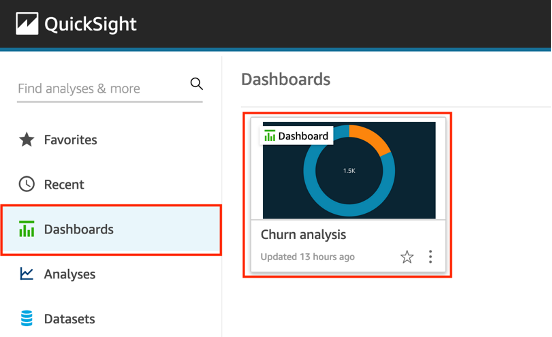 QuickSight
Find analyses & more
Favorites
Recent
Dashboards
Analyses
Datasets
Dashboards
Dashboard
1.5K
Churn analysis
Updated 13 hours ago